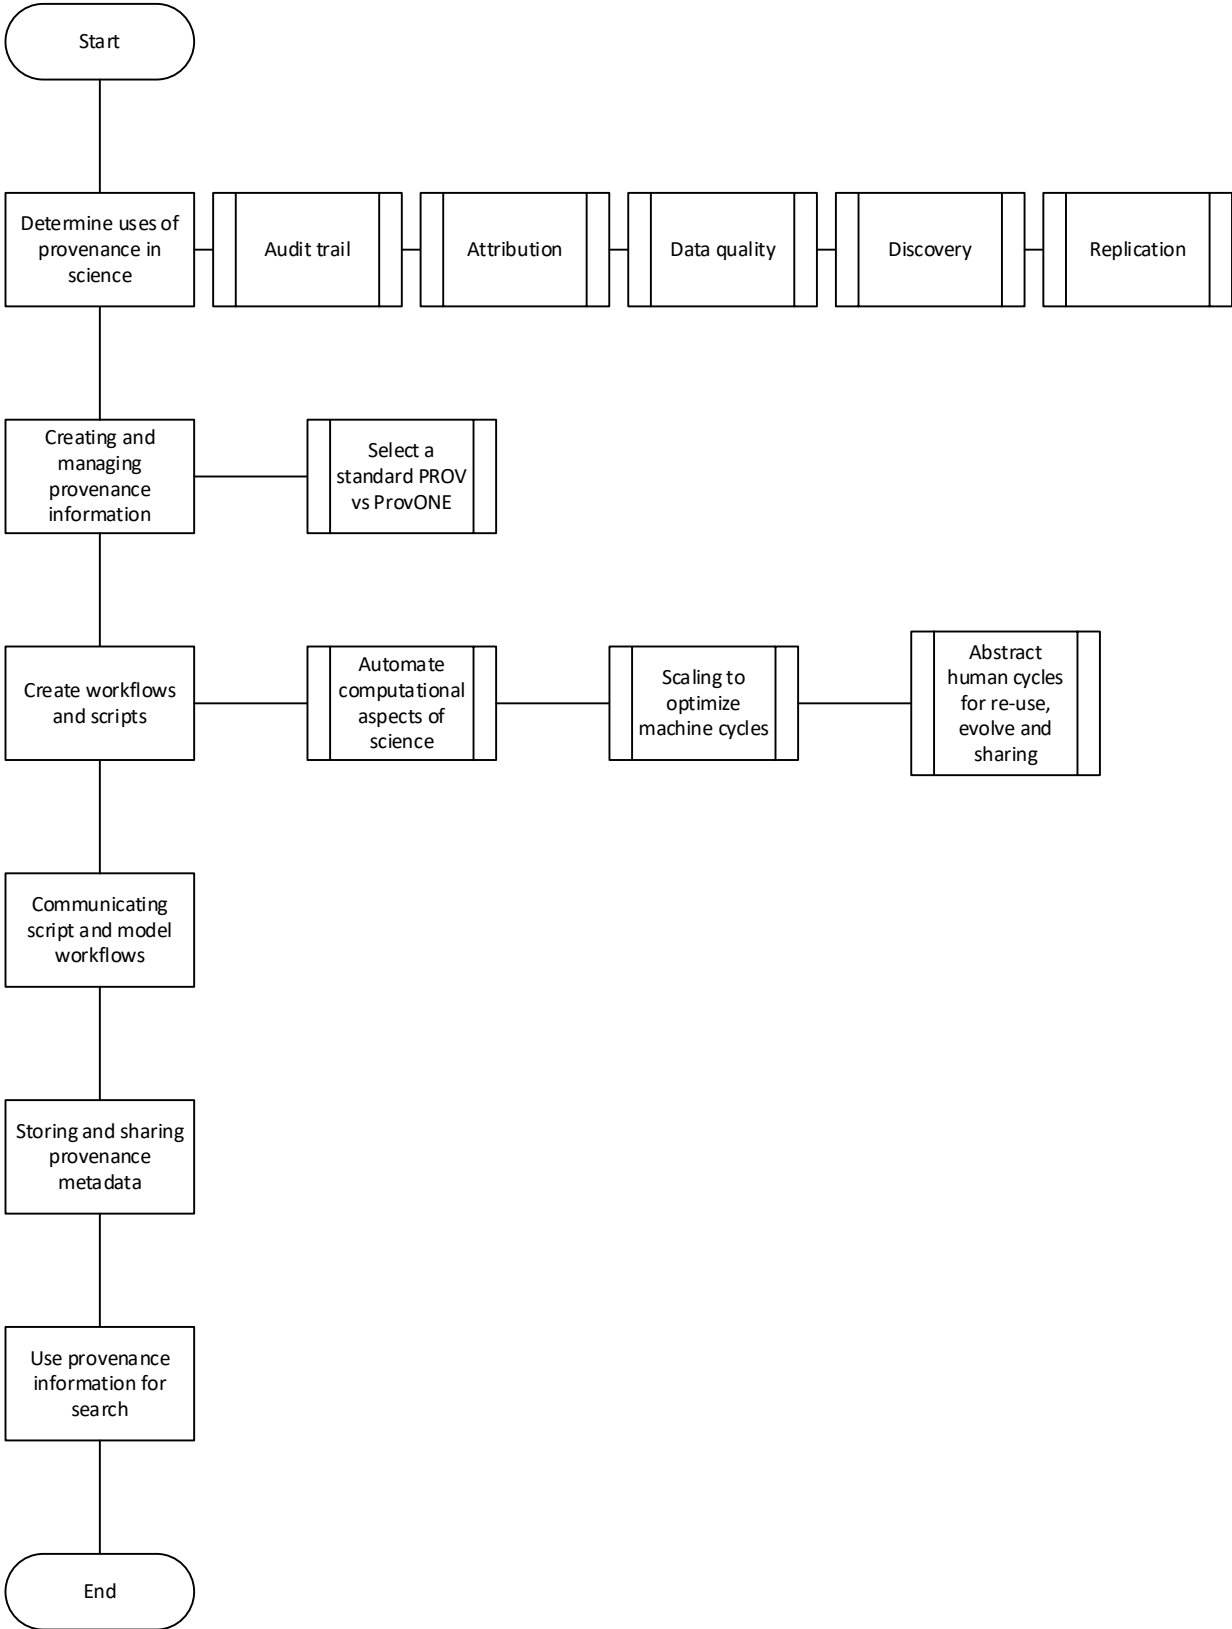 Start
Determine uses of
provenance in
science
Audit trail
Attribution
Data quality
Discovery
Replication
Creating and
managing
provenance
information
Select a
standard PROV
vs ProvONE
Create workflows
and scripts
Automate
computational
aspects of
science
Scaling to
optimize
machine cycles
Abstract
human cycles
for re-use,
evolve and
sharing
Communicating
script and model
workflows
Storing and sharing
provenance
metadata
Use provenance
information for
search
End